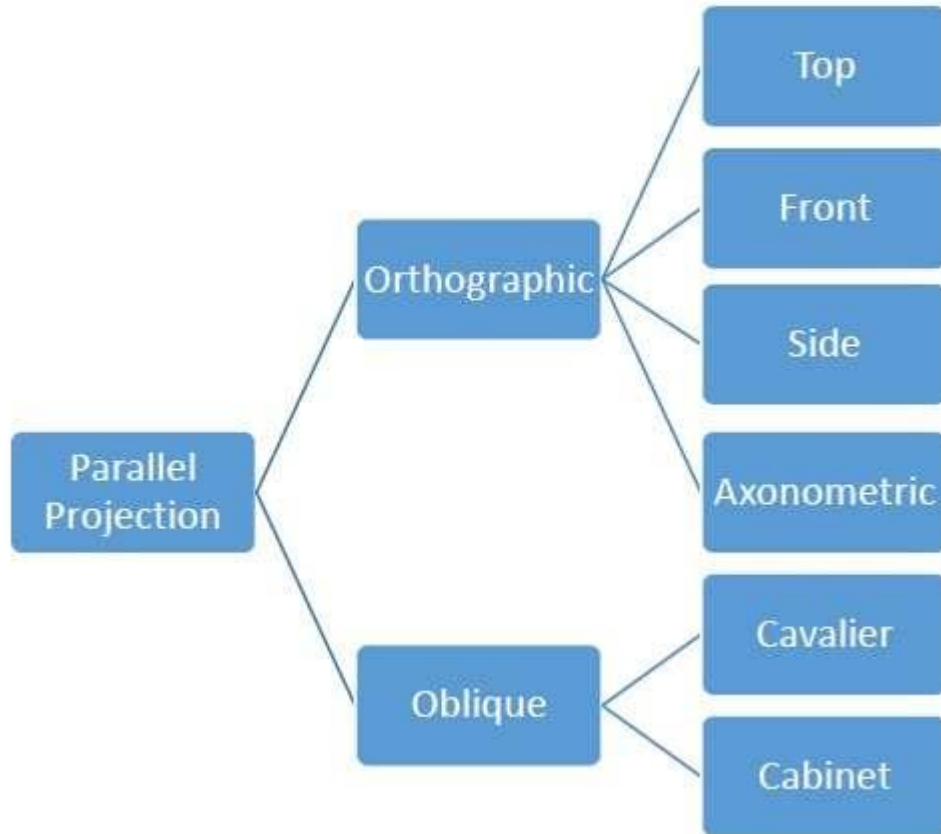 Top
Front
Orthographic
Side
Parallel
Projection
Axonometric
Cavalier
Oblique
Cabinet